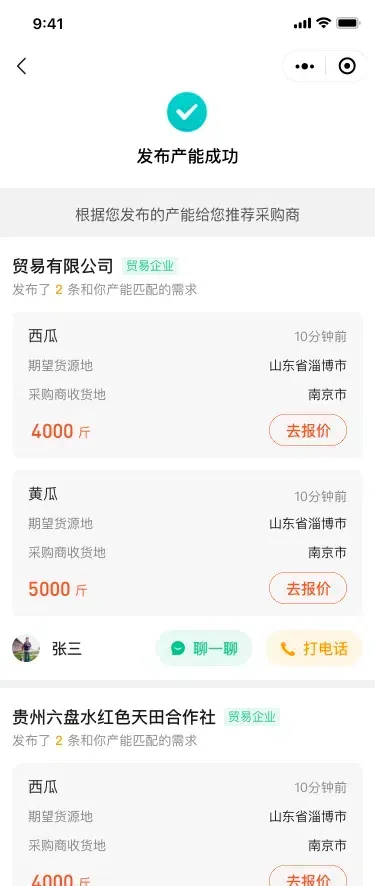 9:41
发布产能成功
根据您发布的产能给您推荐采购商
贸易有限公司 贸易企业
发布了 2 条和你产能匹配的需求
西瓜 10分钟前
期望货源地 山东省淄博市
采购商收货地 南京市
4000 斤 去报价
黄瓜 10分钟前
期望货源地 山东省淄博市
采购商收货地 南京市
5000 斤 去报价
张三 聊一聊 打电话
贵州六盘水红色天田合作社 贸易企业
发布了 2 条和你产能匹配的需求
西瓜 10分钟前
期望货源地 山东省淄博市
采购商收货地 南京市
4000 斤 去报价